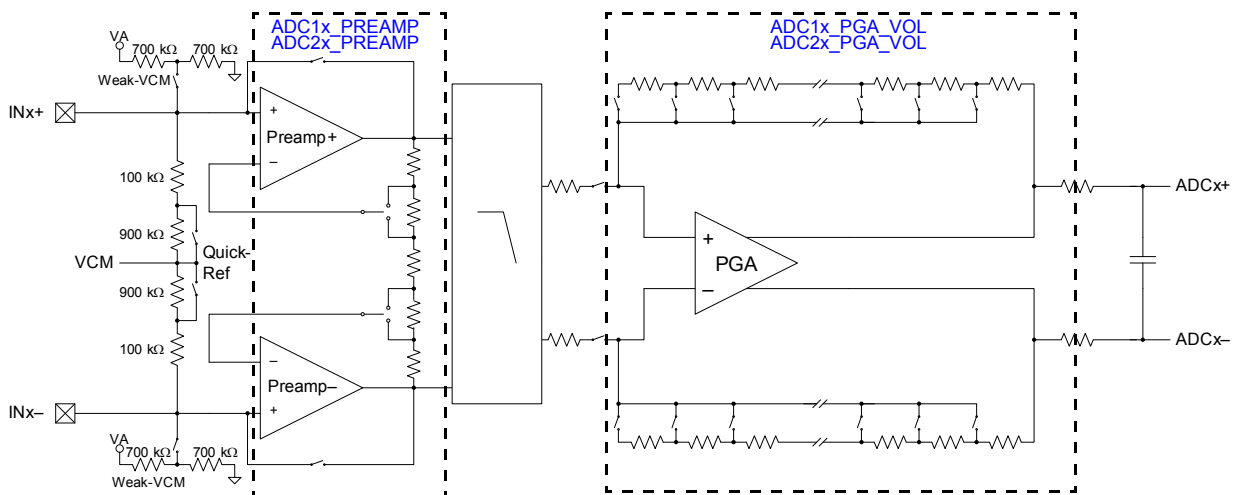 ADC1x_PREAMP
ADC2x_PREAMP
ADC1x_PGA_VOL
ADC2x_PGA_VOL
VA
700 kΩ
700 kΩ
Weak-VCM
INx+
+
Preamp+
–
100 kΩ
900 kΩ
Quick-
Ref
VCM
900 kΩ
100 kΩ
+
PGA
–
ADCx+
ADCx–
–
Preamp–
+
INx–
VA
700 kΩ
700 kΩ
Weak-VCM